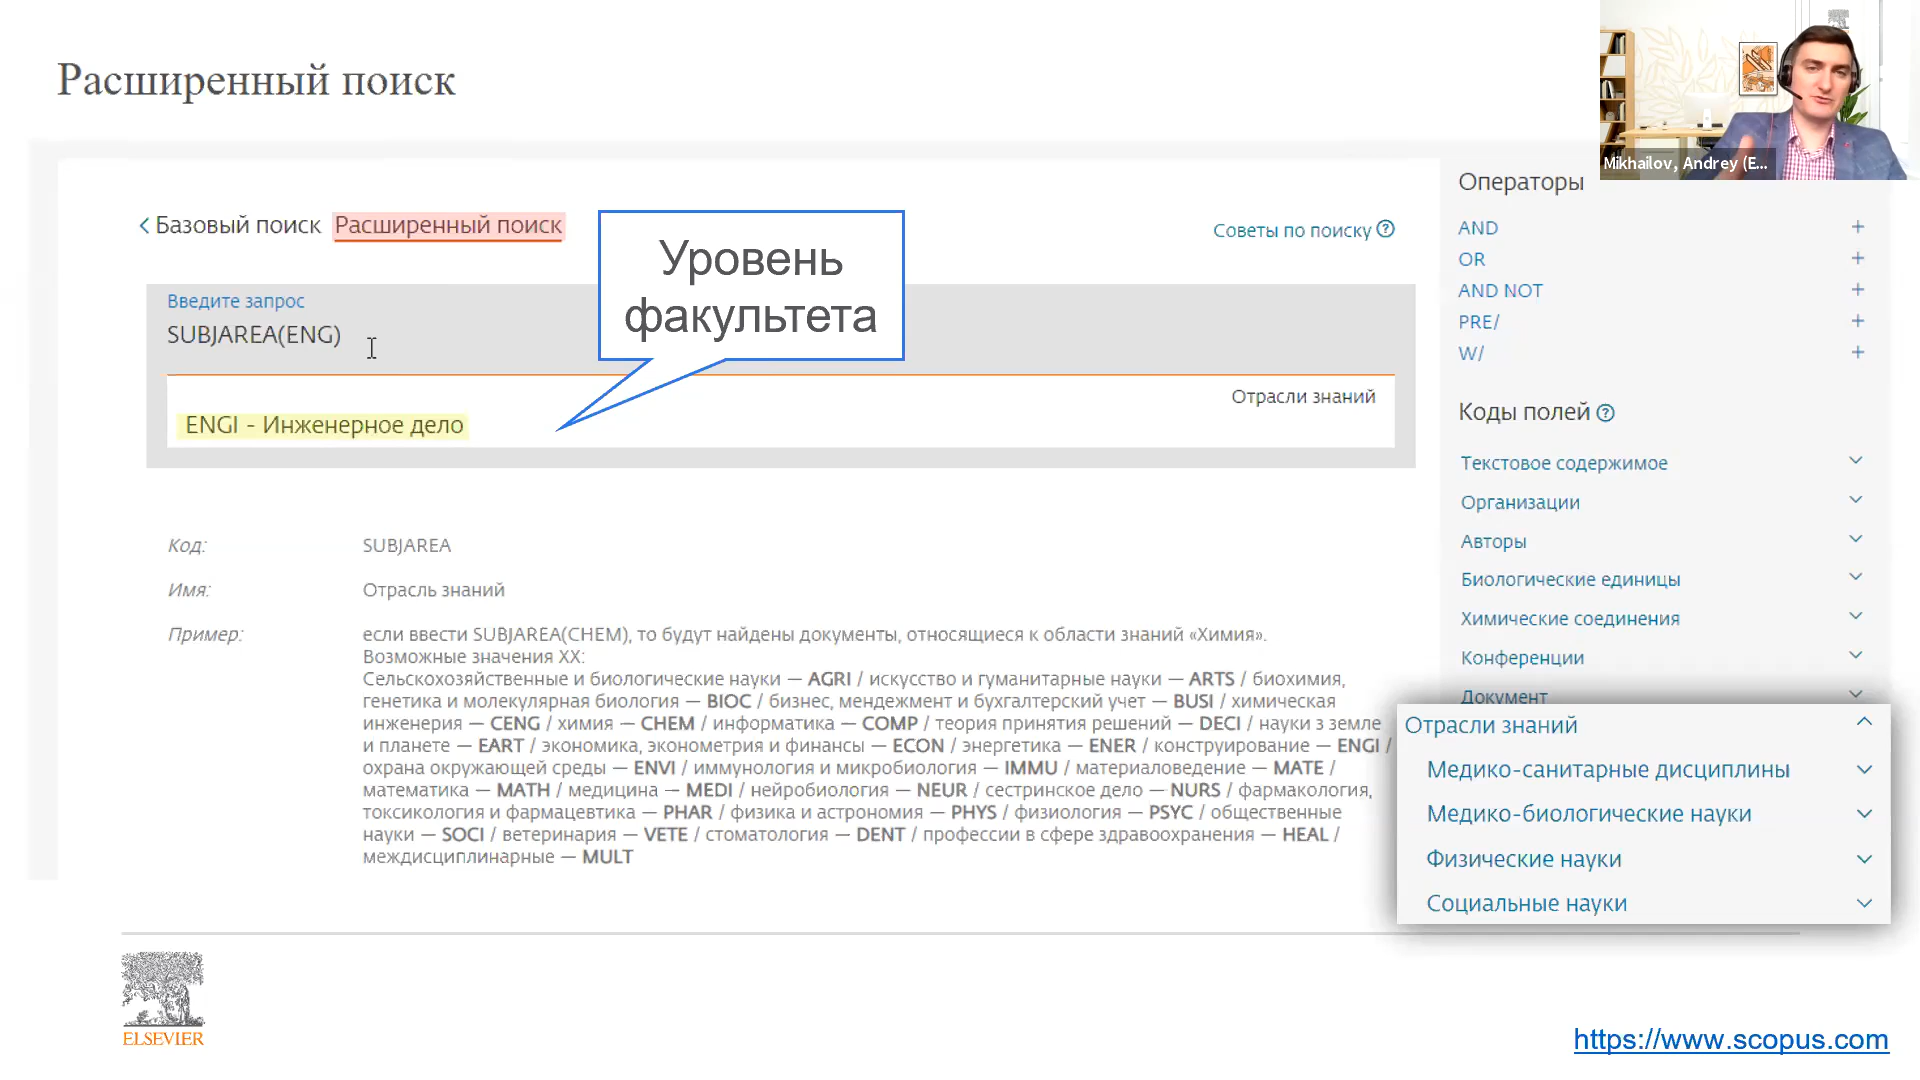 Расширенный поиск
Mikhailov, Andrey (E...
Базовый поиск Расширенный поиск
Советы по поиску ?
Уровень
факультета
Введите запрос
SUBJAREA(ENG)
Отрасли знаний
ENGI - Инженерное дело
Код: SUBJAREA
Имя: Отрасль знаний
Пример: если ввести SUBJAREA(CHEM), то будут найдены документы, относящиеся к области знаний «Химия».
Возможные значения XX:
Сельскохозяйственные и биологические науки — AGRI / искусство и гуманитарные науки — ARTS / биохимия,
генетика и молекулярная биология — BIOC / бизнес, мендежмент и бухгалтерский учет — BUSI / химическая
инженерия — CENG / химия — CHEM / информатика — COMP / теория принятия решений — DECI / науки з земле
и планете — EART / экономика, эконометрия и финансы — ECON / энергетика — ENER / конструирование — ENGI /
охрана окружающей среды — ENVI / иммунология и микробиология — IMMU / материаловедение — MATE /
математика — MATH / медицина — MEDI / нейробиология — NEUR / сестринское дело — NURS / фармакология,
токсикология и фармацевтика — PHAR / физика и астрономия — PHYS / физиология — PSYC / общественные
науки — SOCI / ветеринария — VETE / стоматология — DENT / профессии в сфере здравоохранения — HEAL /
междисциплинарные — MULT
Операторы
AND +
OR +
AND NOT +
PRE/ +
W/ +
Коды полей ?
Текстовое содержимое
Организации
Авторы
Биологические единицы
Химические соединения
Конференции
Документ
Отрасли знаний
Медико-санитарные дисциплины
Медико-биологические науки
Физические науки
Социальные науки
ELSEVIER
https://www.scopus.com